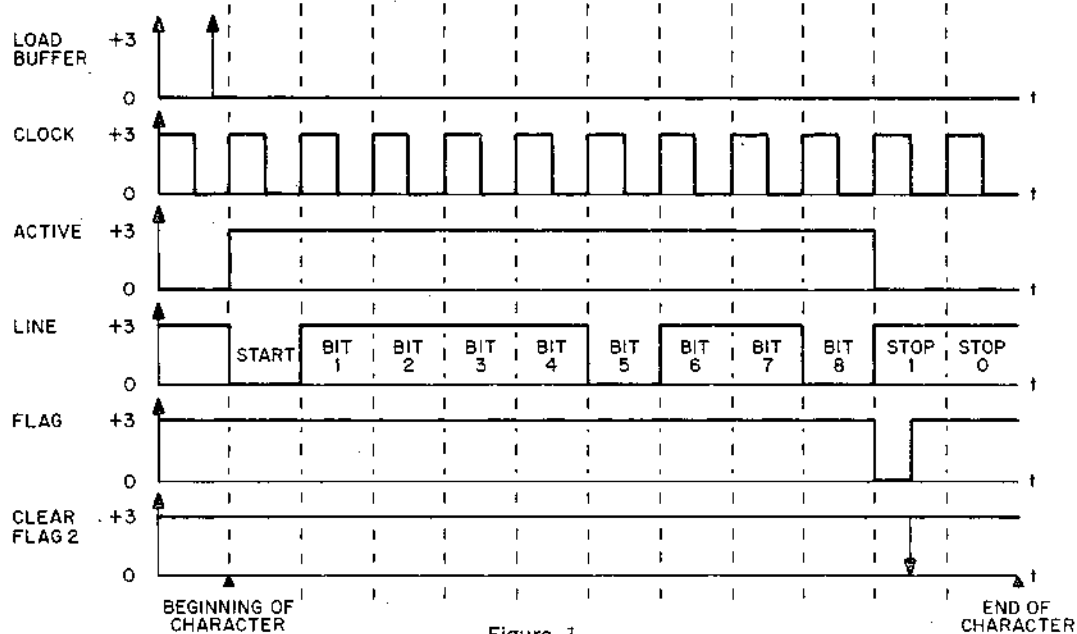 LOAD BUFFER +3
0 t
CLOCK +3
0 t
ACTIVE +3
0 t
LINE +3
START BIT 1 BIT 2 BIT 3 BIT 4 BIT 5 BIT 6 BIT 7 BIT 8 STOP 1 STOP 0
0 t
FLAG +3
0 t
CLEAR FLAG 2 +3
0 t
BEGINNING OF CHARACTER
END OF CHARACTER
Figure